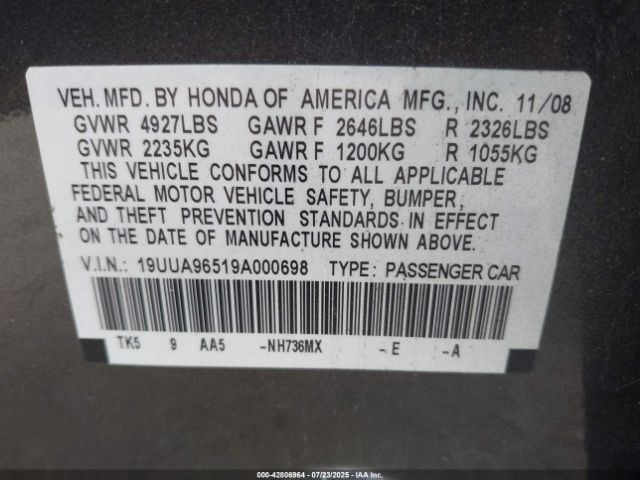 VEH. MFD. BY HONDA OF AMERICA MFG., INC. 11/08
GVWR 4927LBS GAWR F 2646LBS R 2326LBS
GVWR 2235KG GAWR F 1200KG R 1055KG
THIS VEHICLE CONFORMS TO ALL APPLICABLE
FEDERAL MOTOR VEHICLE SAFETY, BUMPER,
AND THEFT PREVENTION STANDARDS IN EFFECT
ON THE DATE OF MANUFACTURE SHOWN ABOVE.
V.I.N.: 19UUA96519A000698 TYPE: PASSENGER CAR
TK5 9 AA5 -NH736MX -E -A
000-42806964 - 07/23/2025 - IAAI.COM